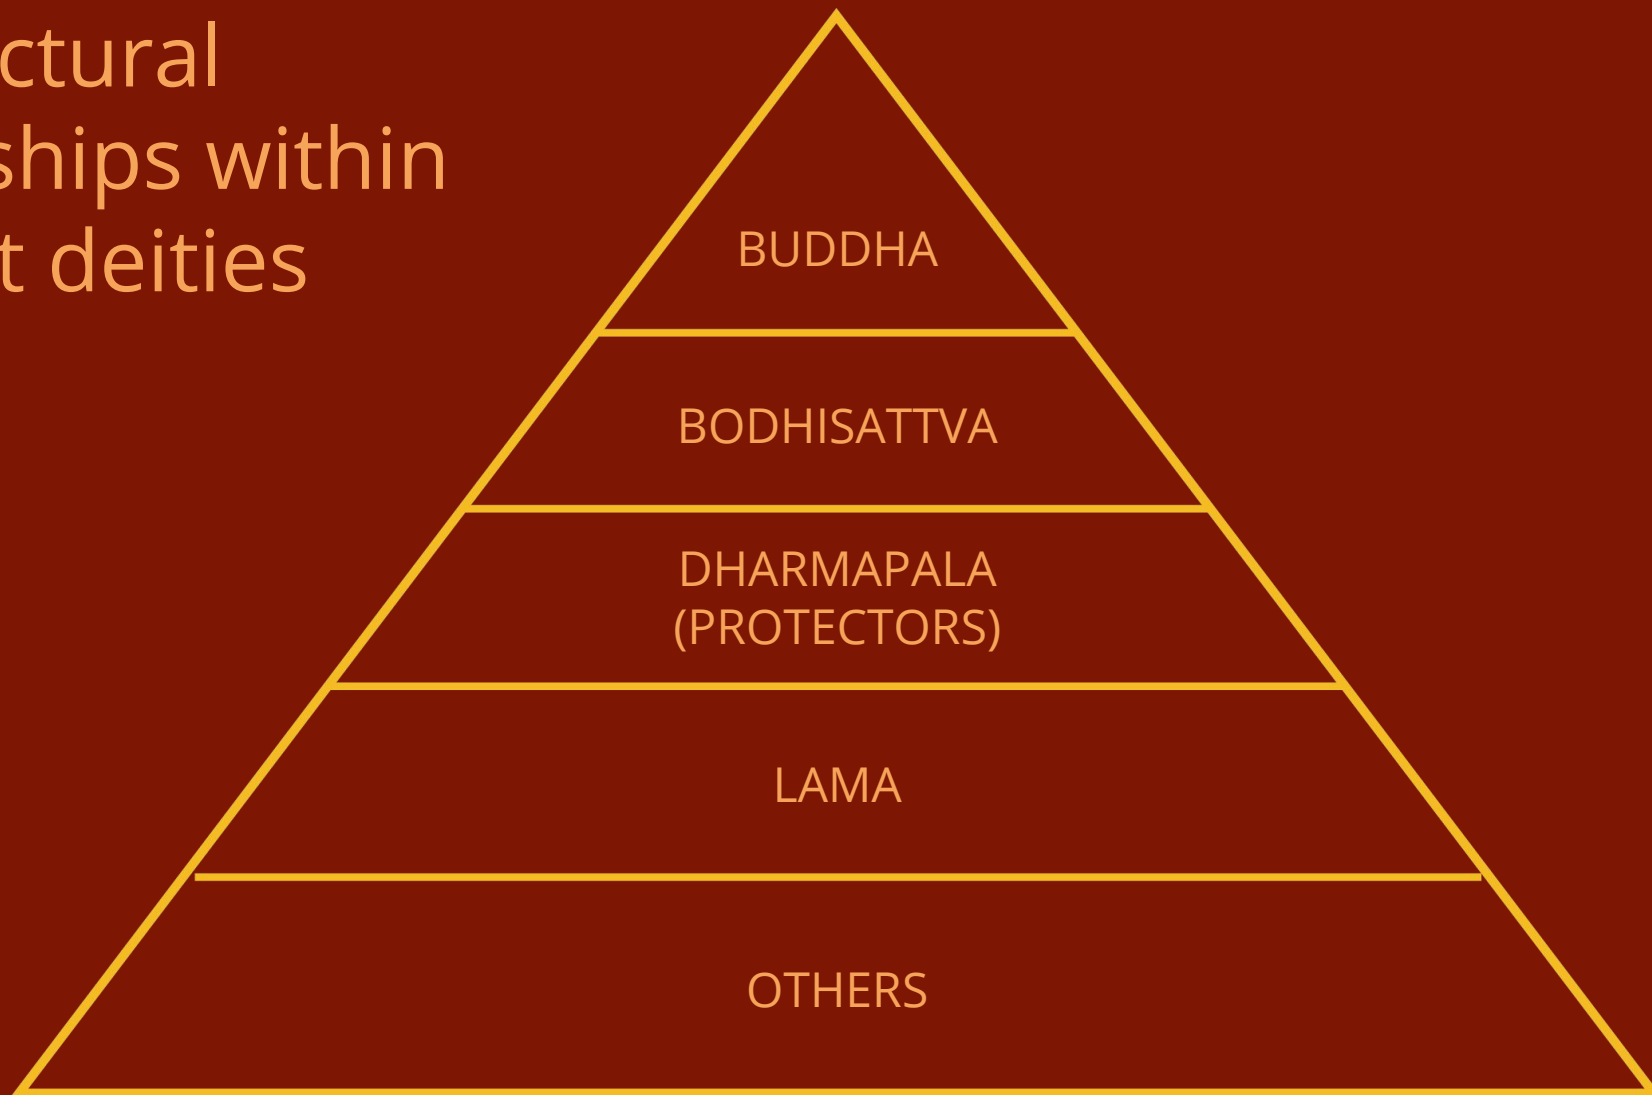 ctural
ships within
t deities
BUDDHA
BODHISATTVA
DHARMAPALA
(PROTECTORS)
LAMA
OTHERS